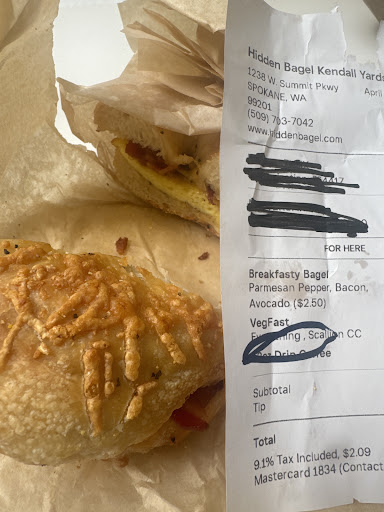 Hidden Bagel Kendall Yards
1238 W. Summit Pkwy April
SPOKANE, WA
99201
(509) 703-7042
www.hiddenbagel.com
FOR HERE
Breakfasty Bagel
Parmesan Pepper, Bacon,
Avocado ($2.50)
VegFast
, Scallion CC
Subtotal
Tip
Total
9.1% Tax Included, $2.09
Mastercard 1834 (Contact